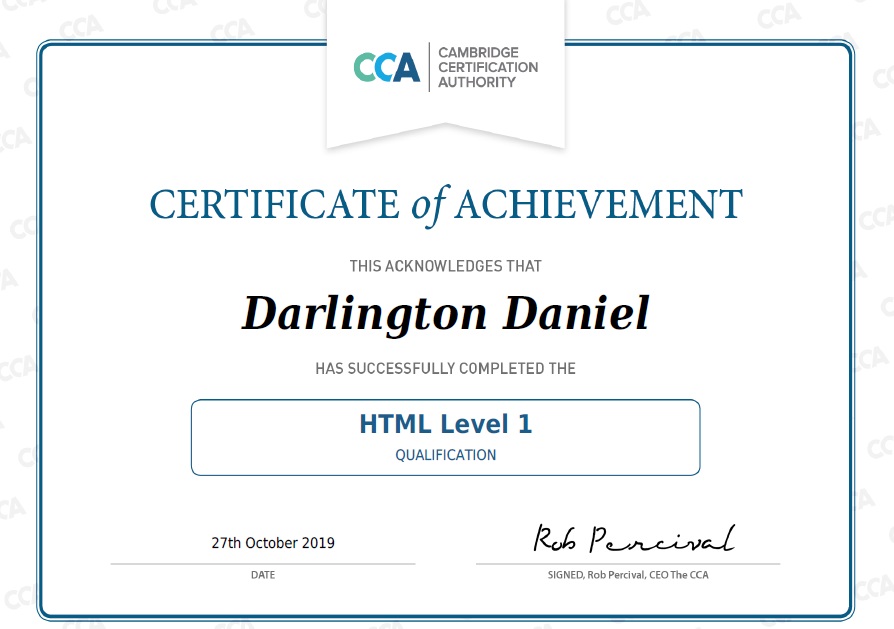 CCA
CAMBRIDGE
CERTIFICATION
AUTHORITY
CERTIFICATE of ACHIEVEMENT
THIS ACKNOWLEDGES THAT
Darlington Daniel
HAS SUCCESSFULLY COMPLETED THE
HTML Level 1
QUALIFICATION
27th October 2019
DATE
Rob Percival
SIGNED, Rob Percival, CEO The CCA